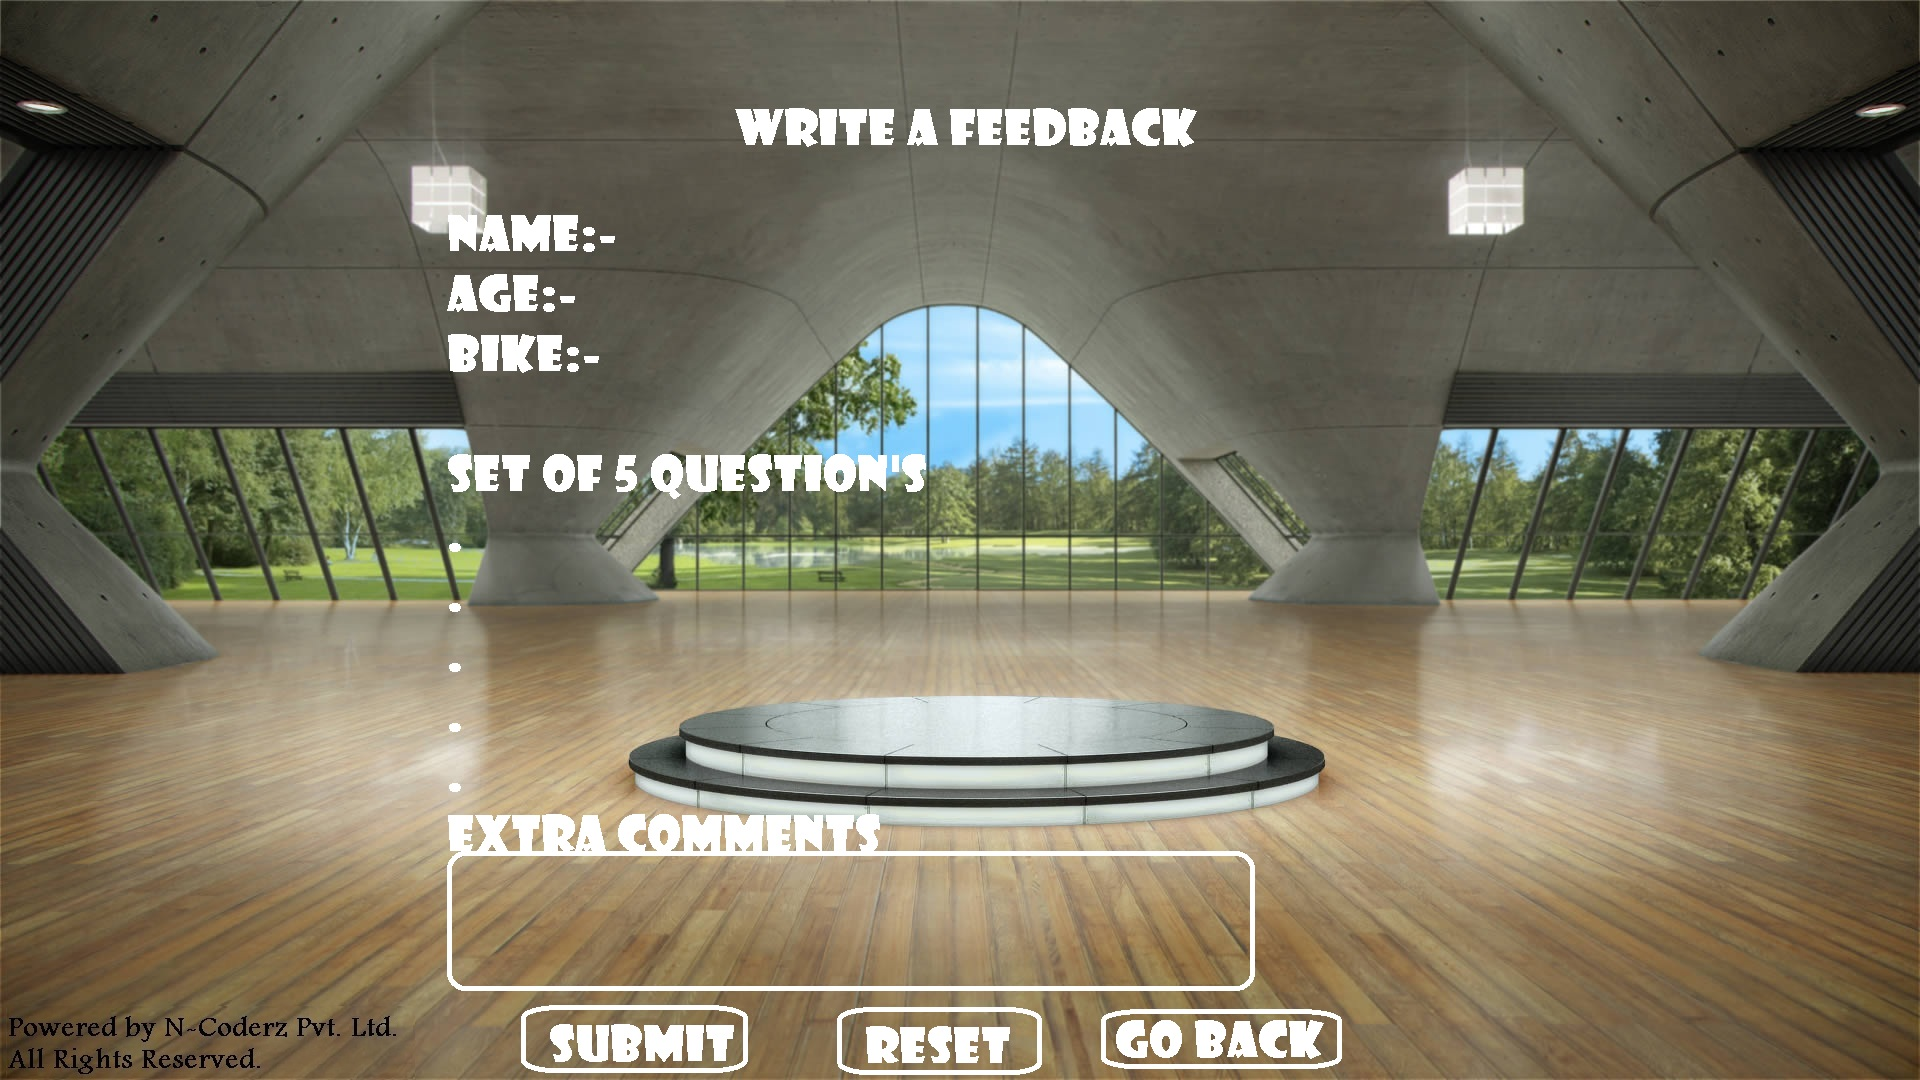 WRITE A FEEDBACK
NAME:-
AGE:-
BIKE:-
SET OF 5 QUESTION'S
•
•
•
•
•
EXTRA COMMENTS
SUBMIT RESET GO BACK
Powered by N~Coderz Pvt. Ltd.
All Rights Reserved.